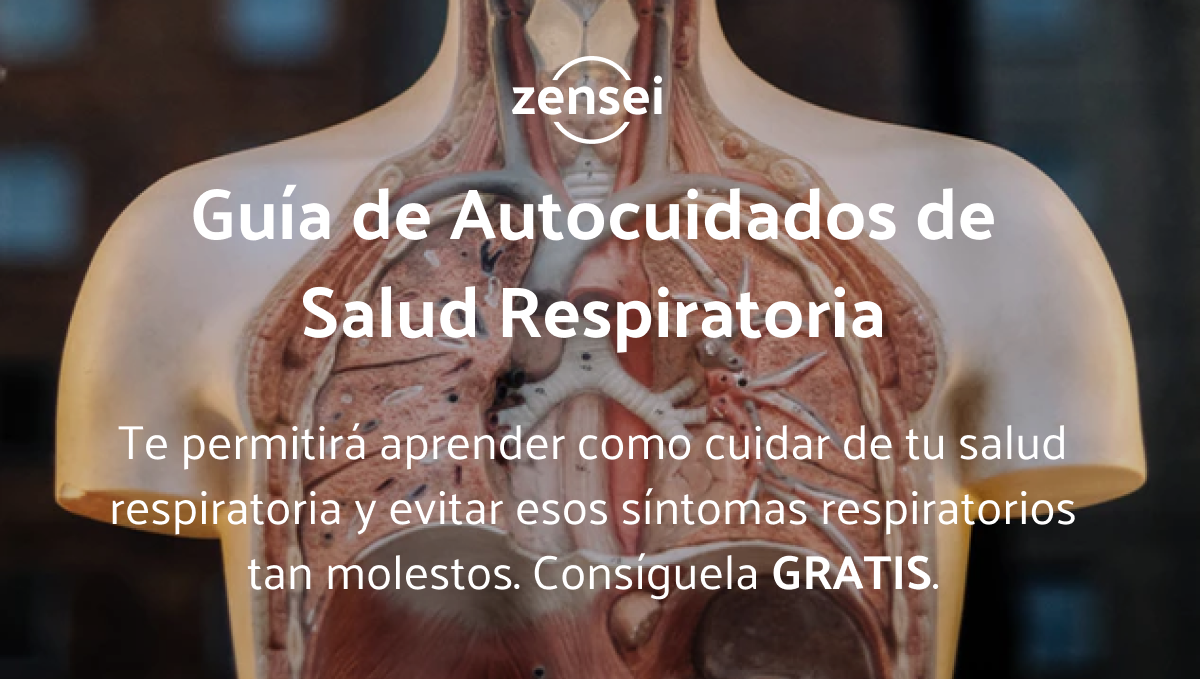 zensei
Guía de Autocuidados de
Salud Respiratoria
Te permitirá aprender como cuidar de tu salud
respiratoria y evitar esos síntomas respiratorios
tan molestos. Consíguela GRATIS.